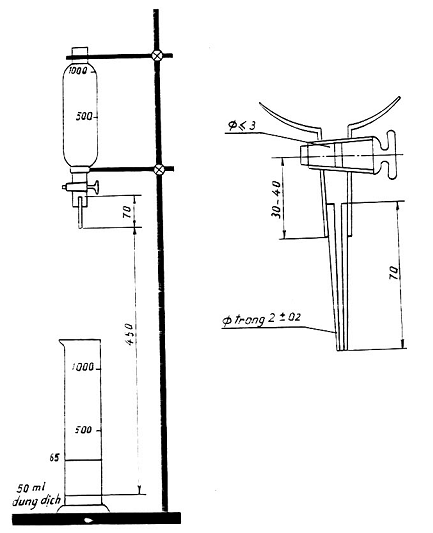 1000
500
70
450
1000
500
65
50 ml
dung dịch
φ ⩽ 3
30-40
70
φ trong 2 ± 02